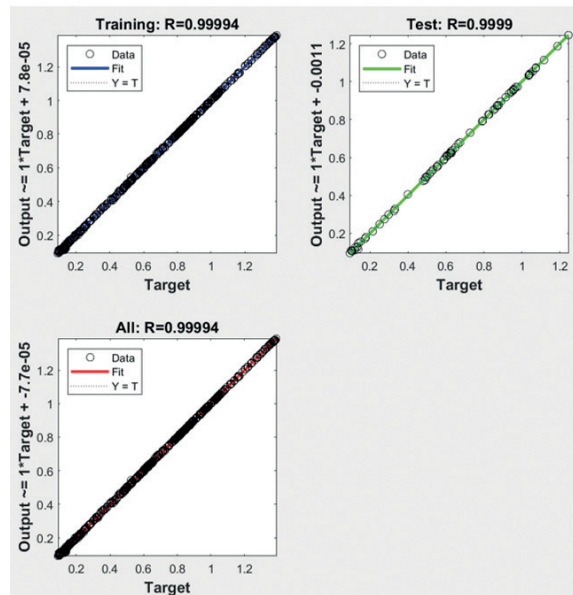 Training: R=0.99994
Output ~= 1*Target + 7.8e-05
Data
Fit
Y = T
1.2
1
0.8
0.6
0.4
0.2
0.2 0.4 0.6 0.8 1 1.2
Target
Test: R=0.9999
Output ~= 1*Target + -0.0011
Data
Fit
Y = T
1.2
1
0.8
0.6
0.4
0.2
0.2 0.4 0.6 0.8 1 1.2
Target
All: R=0.99994
Output ~= 1*Target + -7.7e-05
Data
Fit
Y = T
1.2
1
0.8
0.6
0.4
0.2
0.2 0.4 0.6 0.8 1 1.2
Target